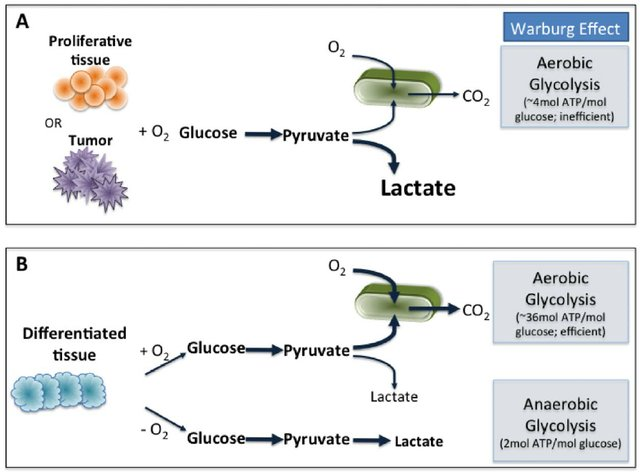 A
Warburg Effect
Proliferative
tissue
OR
Tumor
+ O2 Glucose Pyruvate
O2
CO2
Lactate
Aerobic
Glycolysis
(~4mol ATP/mol
glucose; inefficient)
B
Differentiated
tissue
+ O2
Glucose Pyruvate
O2
CO2
Lactate
- O2
Glucose Pyruvate Lactate
Aerobic
Glycolysis
(~36mol ATP/mol
glucose; efficient)
Anaerobic
Glycolysis
(2mol ATP/mol glucose)